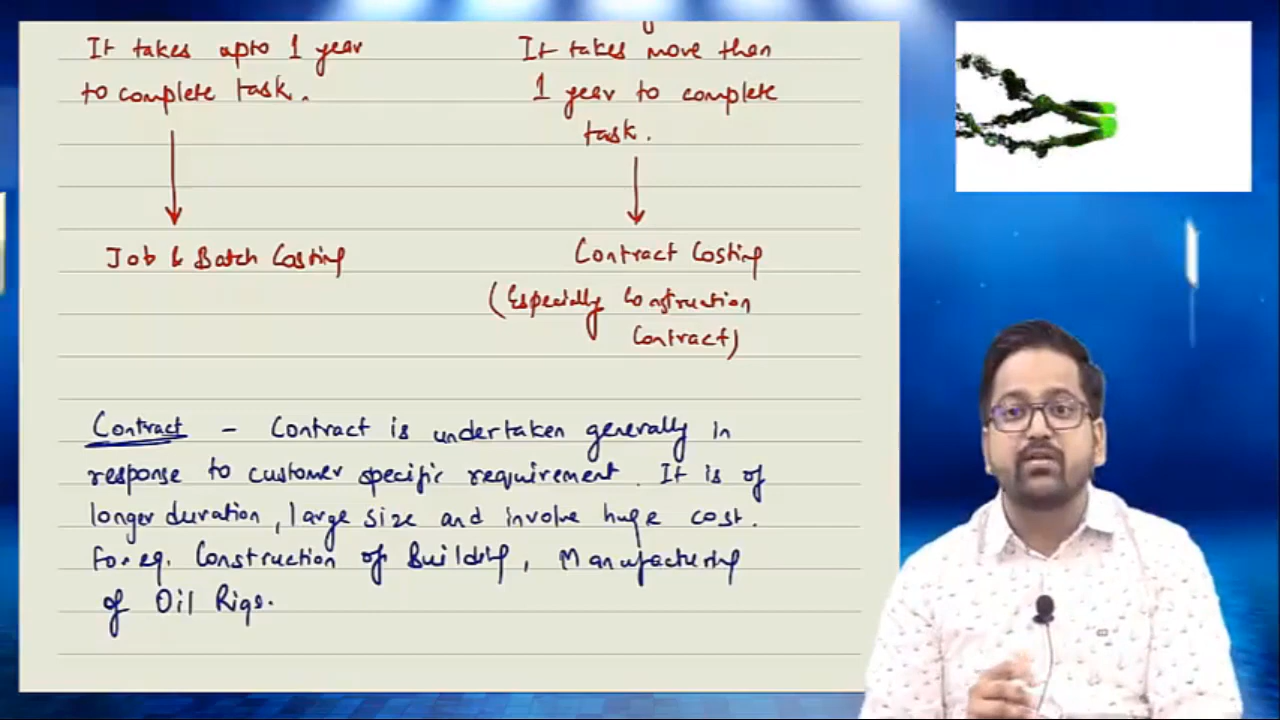 It takes upto 1 year
to complete task.
It takes more than
1 year to complete
task.
Job & Batch Costing
Contract Costing
(Especially Construction
Contract)
Contract - Contract is undertaken generally in
response to customer specific requirement. It is of
longer duration, large size and involve huge cost.
For eg. Construction of Building, Manufacturing
of Oil Rigs.